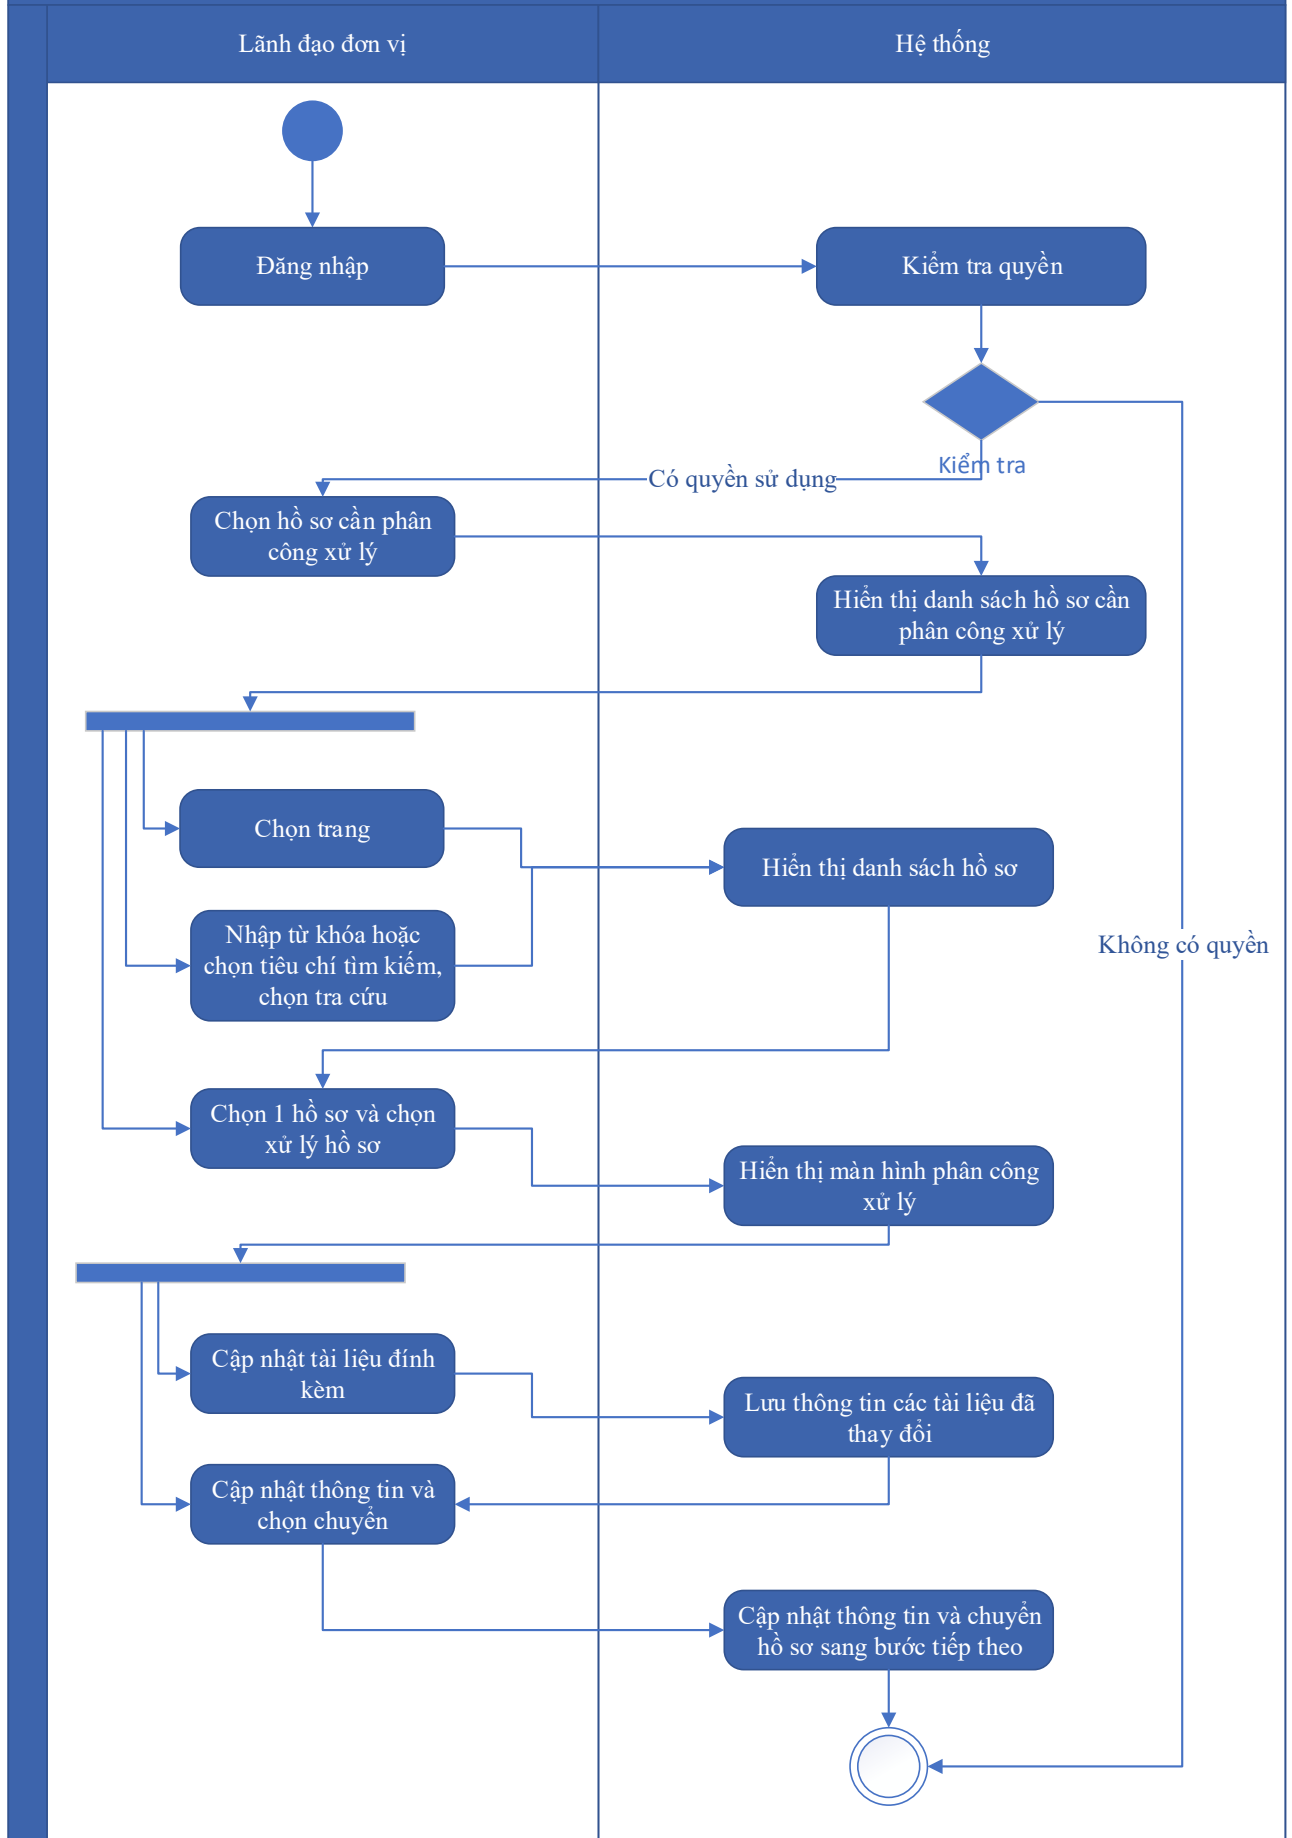 Lãnh đạo đơn vị
Hệ thống
Đăng nhập
Kiểm tra quyền
Kiểm tra
Có quyền sử dụng
Chọn hồ sơ cần phân
công xử lý
Hiển thị danh sách hồ sơ cần
phân công xử lý
Chọn trang
Hiển thị danh sách hồ sơ
Nhập từ khóa hoặc
chọn tiêu chí tìm kiếm,
chọn tra cứu
Không có quyền
Chọn 1 hồ sơ và chọn
xử lý hồ sơ
Hiển thị màn hình phân công
xử lý
Cập nhật tài liệu đính
kèm
Lưu thông tin các tài liệu đã
thay đổi
Cập nhật thông tin và
chọn chuyển
Cập nhật thông tin và chuyển
hồ sơ sang bước tiếp theo